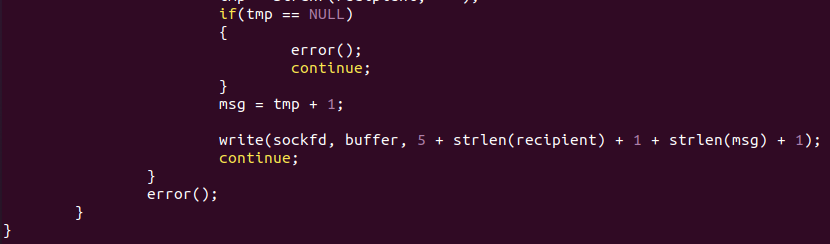 if(tmp == NULL)
{
error();
continue;
}
msg = tmp + 1;
write(sockfd, buffer, 5 + strlen(recipient) + 1 + strlen(msg) + 1);
continue;
}
error();
}
}